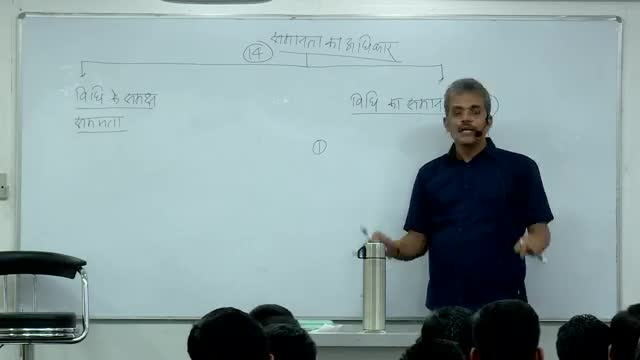 14 समानता का अधिकार
विधि के समक्ष
समानता
विधि का समान
1